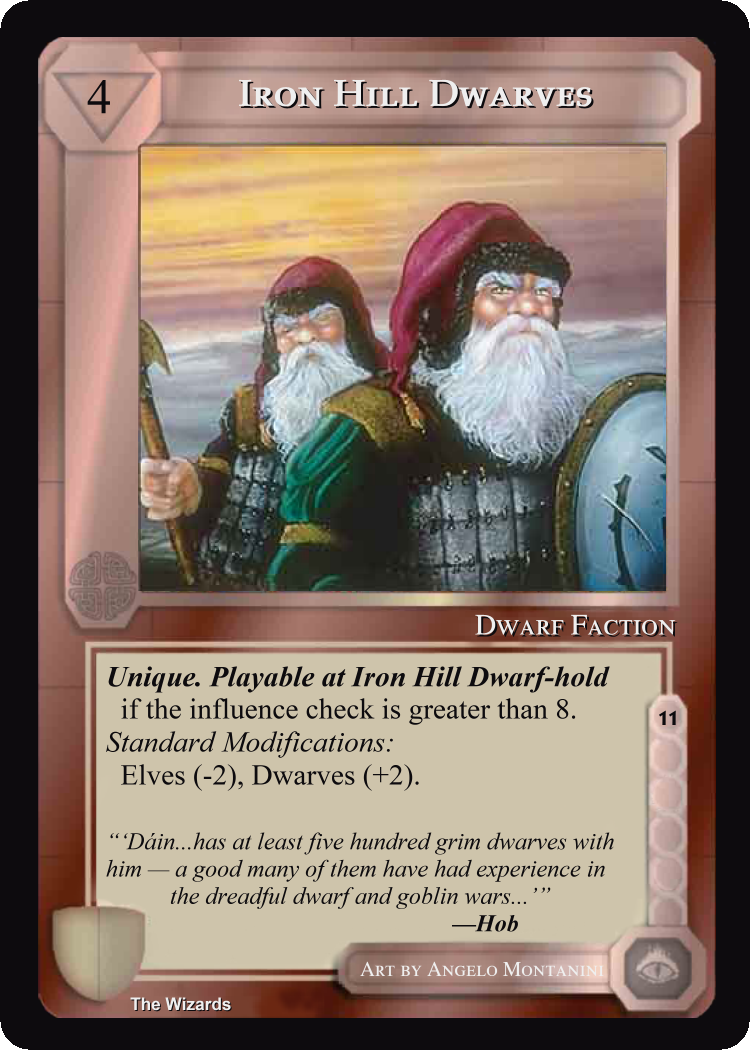 4
Iron Hill Dwarves
Dwarf Faction
Unique. Playable at Iron Hill Dwarf-hold
if the influence check is greater than 8.
Standard Modifications:
Elves (-2), Dwarves (+2).
11
“‘Dáin...has at least five hundred grim dwarves with
him — a good many of them have had experience in
the dreadful dwarf and goblin wars...’”
—Hob
Art by Angelo Montanini
The Wizards